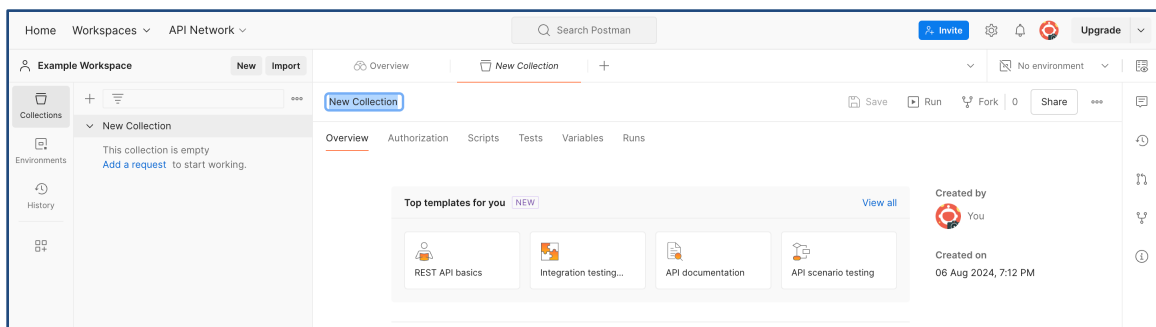 Home Workspaces API Network Search Postman Invite Upgrade
Example Workspace New Import Overview New Collection No environment
Collections
Environments
History
New Collection
This collection is empty
Add a request to start working.
New Collection Save Run Fork 0 Share
Overview Authorization Scripts Tests Variables Runs
Top templates for you NEW View all
REST API basics Integration testing... API documentation API scenario testing
Created by
You
Created on
06 Aug 2024, 7:12 PM